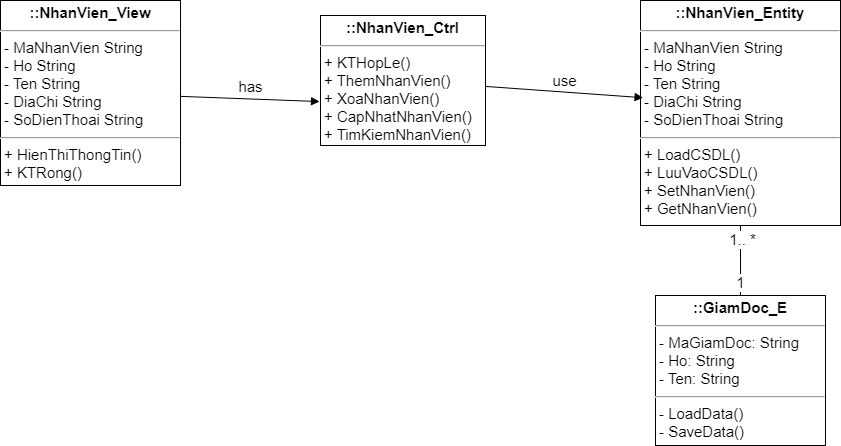 ::NhanVien_View
- MaNhanVien String
- Ho String
- Ten String
- DiaChi String
- SoDienThoai String
+ HienThiThongTin()
+ KTRong()
has
::NhanVien_Ctrl
+ KTHopLe()
+ ThemNhanVien()
+ XoaNhanVien()
+ CapNhatNhanVien()
+ TimKiemNhanVien()
use
::NhanVien_Entity
- MaNhanVien String
- Ho String
- Ten String
- DiaChi String
- SoDienThoai String
+ LoadCSDL()
+ LuuVaoCSDL()
+ SetNhanVien()
+ GetNhanVien()
1.. *
1
::GiamDoc_E
- MaGiamDoc: String
- Ho: String
- Ten: String
- LoadData()
- SaveData()